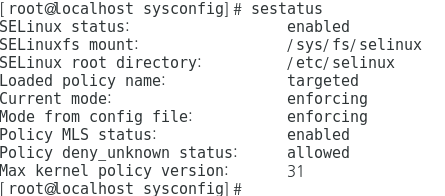 [root@localhost sysconfig]# sestatus
SELinux status:                 enabled
SELinuxfs mount:                /sys/fs/selinux
SELinux root directory:         /etc/selinux
Loaded policy name:             targeted
Current mode:                   enforcing
Mode from config file:          enforcing
Policy MLS status:              enabled
Policy deny_unknown status:     allowed
Max kernel policy version:      31
[root@localhost sysconfig]#